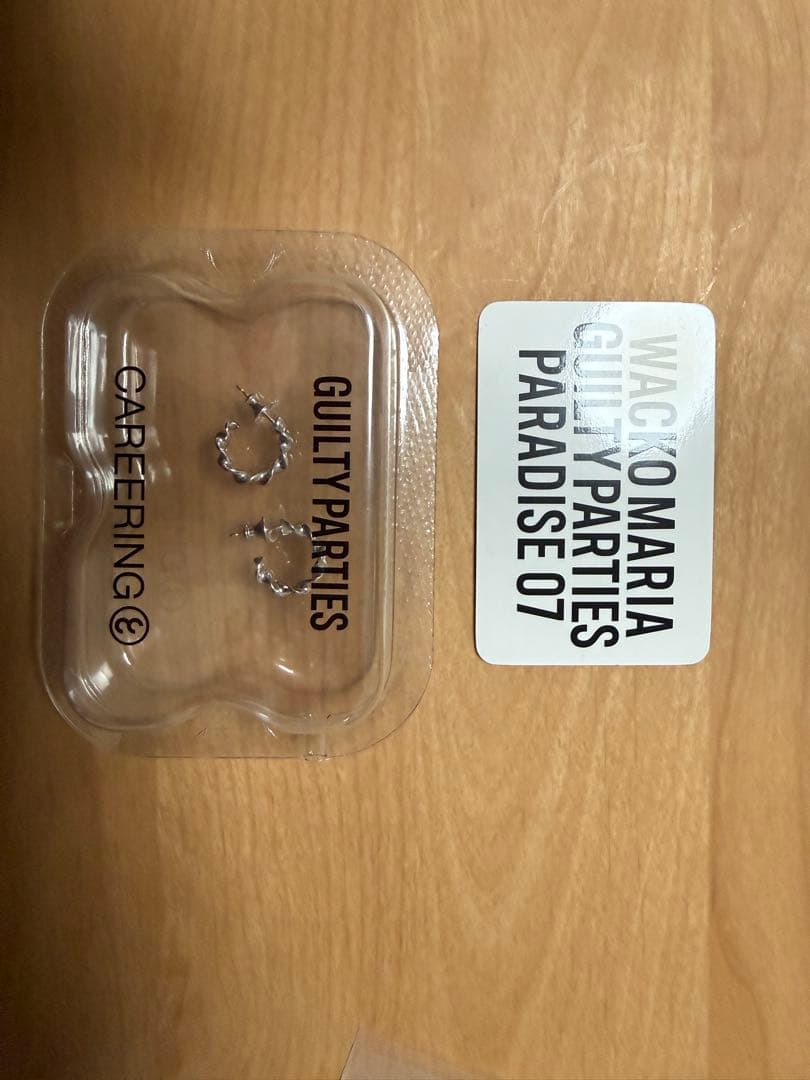 WACKO MARIA
GUILTY PARTIES
PARADISE 07
GUILTY PARTIES
CAREERING